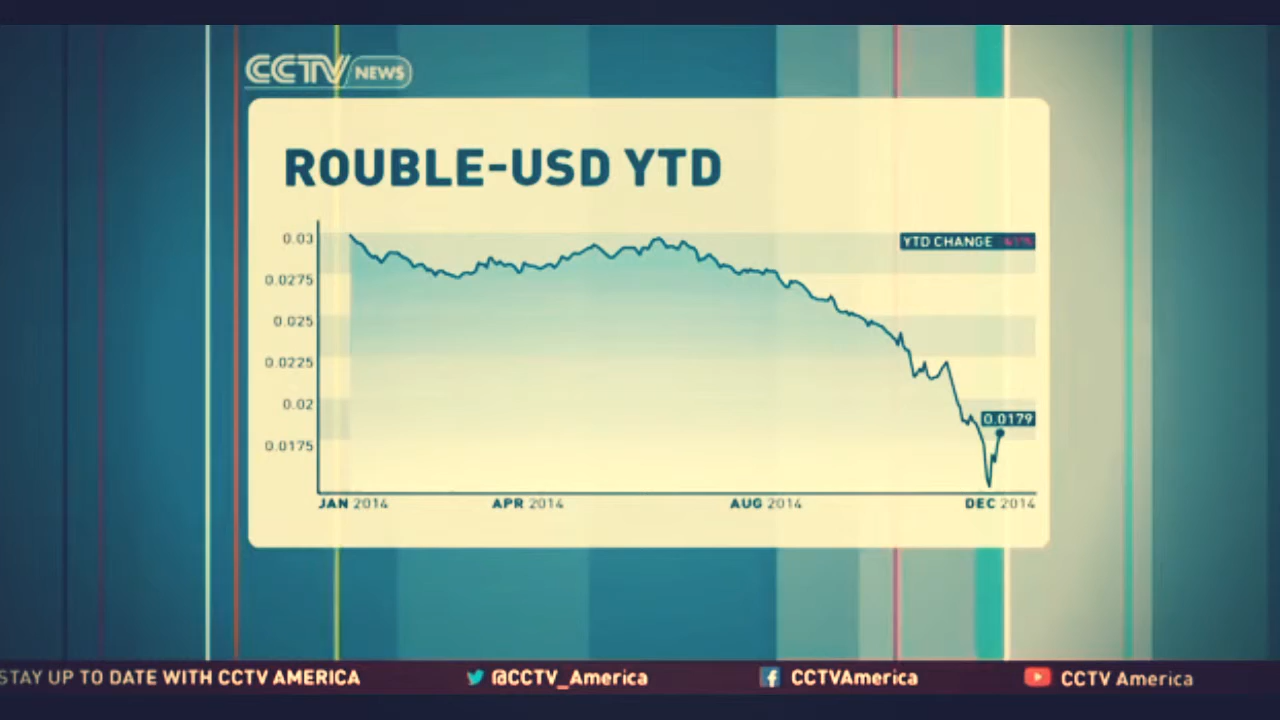 CCTV NEWS
ROUBLE-USD YTD
0.03
YTD CHANGE
0.0275
0.025
0.0225
0.02
0.0179
0.0175
JAN 2014 APR 2014 AUG 2014 DEC 2014
STAY UP TO DATE WITH CCTV AMERICA @CCTV_America CCTVAmerica CCTV America